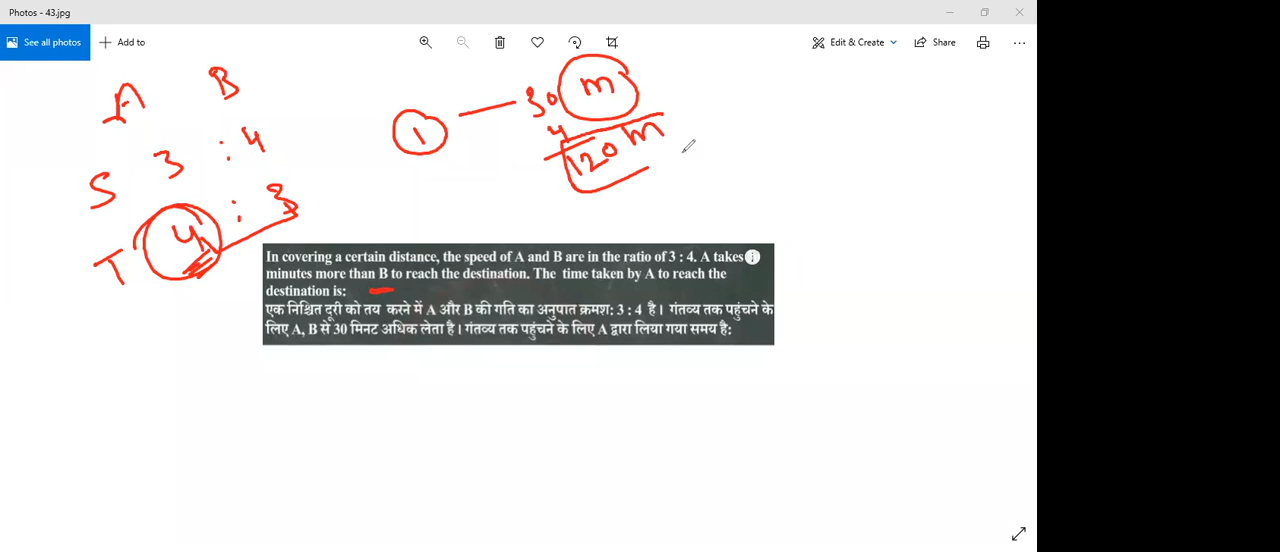 Photos - 43.jpg
See all photos
Add to
Edit & Create
Share
A B
S 3 : 4
T 4 : 3
1 — 30 m
4
120 m
In covering a certain distance, the speed of A and B are in the ratio of 3 : 4. A takes
minutes more than B to reach the destination. The time taken by A to reach the
destination is:
एक निश्चित दूरी को तय करने में A और B की गति का अनुपात क्रमश: 3 : 4 है। गंतव्य तक पहुंचने के
लिए A, B से 30 मिनट अधिक लेता है। गंतव्य तक पहुंचने के लिए A द्वारा लिया गया समय है: